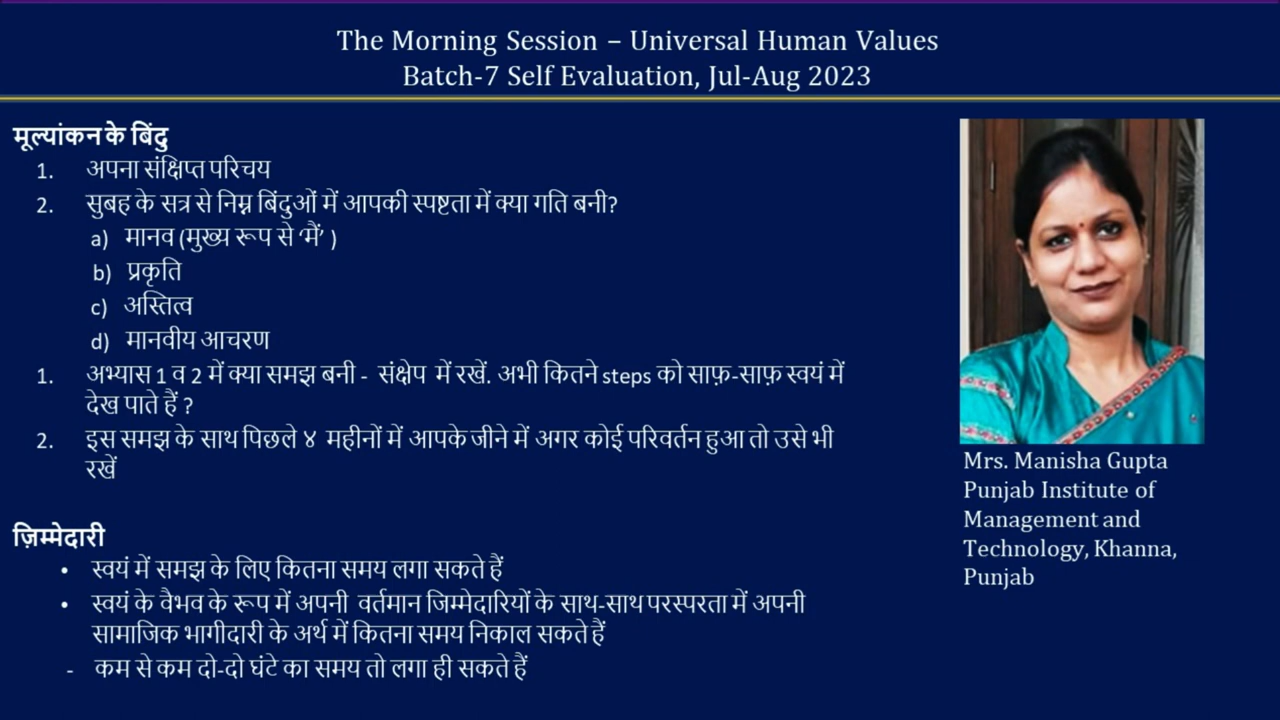 The Morning Session – Universal Human Values
Batch-7 Self Evaluation, Jul-Aug 2023
मूल्यांकन के बिंदु
1. अपना संक्षिप्त परिचय
2. सुबह के सत्र से निम्न बिंदुओं में आपकी स्पष्टता में क्या गति बनी?
a) मानव (मुख्य रूप से ‘मैं’ )
b) प्रकृति
c) अस्तित्व
d) मानवीय आचरण
1. अभ्यास 1 व 2 में क्या समझ बनी - संक्षेप में रखें. अभी कितने steps को साफ़-साफ़ स्वयं में
देख पाते हैं ?
2. इस समझ के साथ पिछले ४ महीनों में आपके जीने में अगर कोई परिवर्तन हुआ तो उसे भी
रखें
ज़िम्मेदारी
• स्वयं में समझ के लिए कितना समय लगा सकते हैं
• स्वयं के वैभव के रूप में अपनी वर्तमान जिम्मेदारियों के साथ-साथ परस्परता में अपनी
सामाजिक भागीदारी के अर्थ में कितना समय निकाल सकते हैं
- कम से कम दो-दो घंटे का समय तो लगा ही सकते हैं
Mrs. Manisha Gupta
Punjab Institute of
Management and
Technology, Khanna,
Punjab